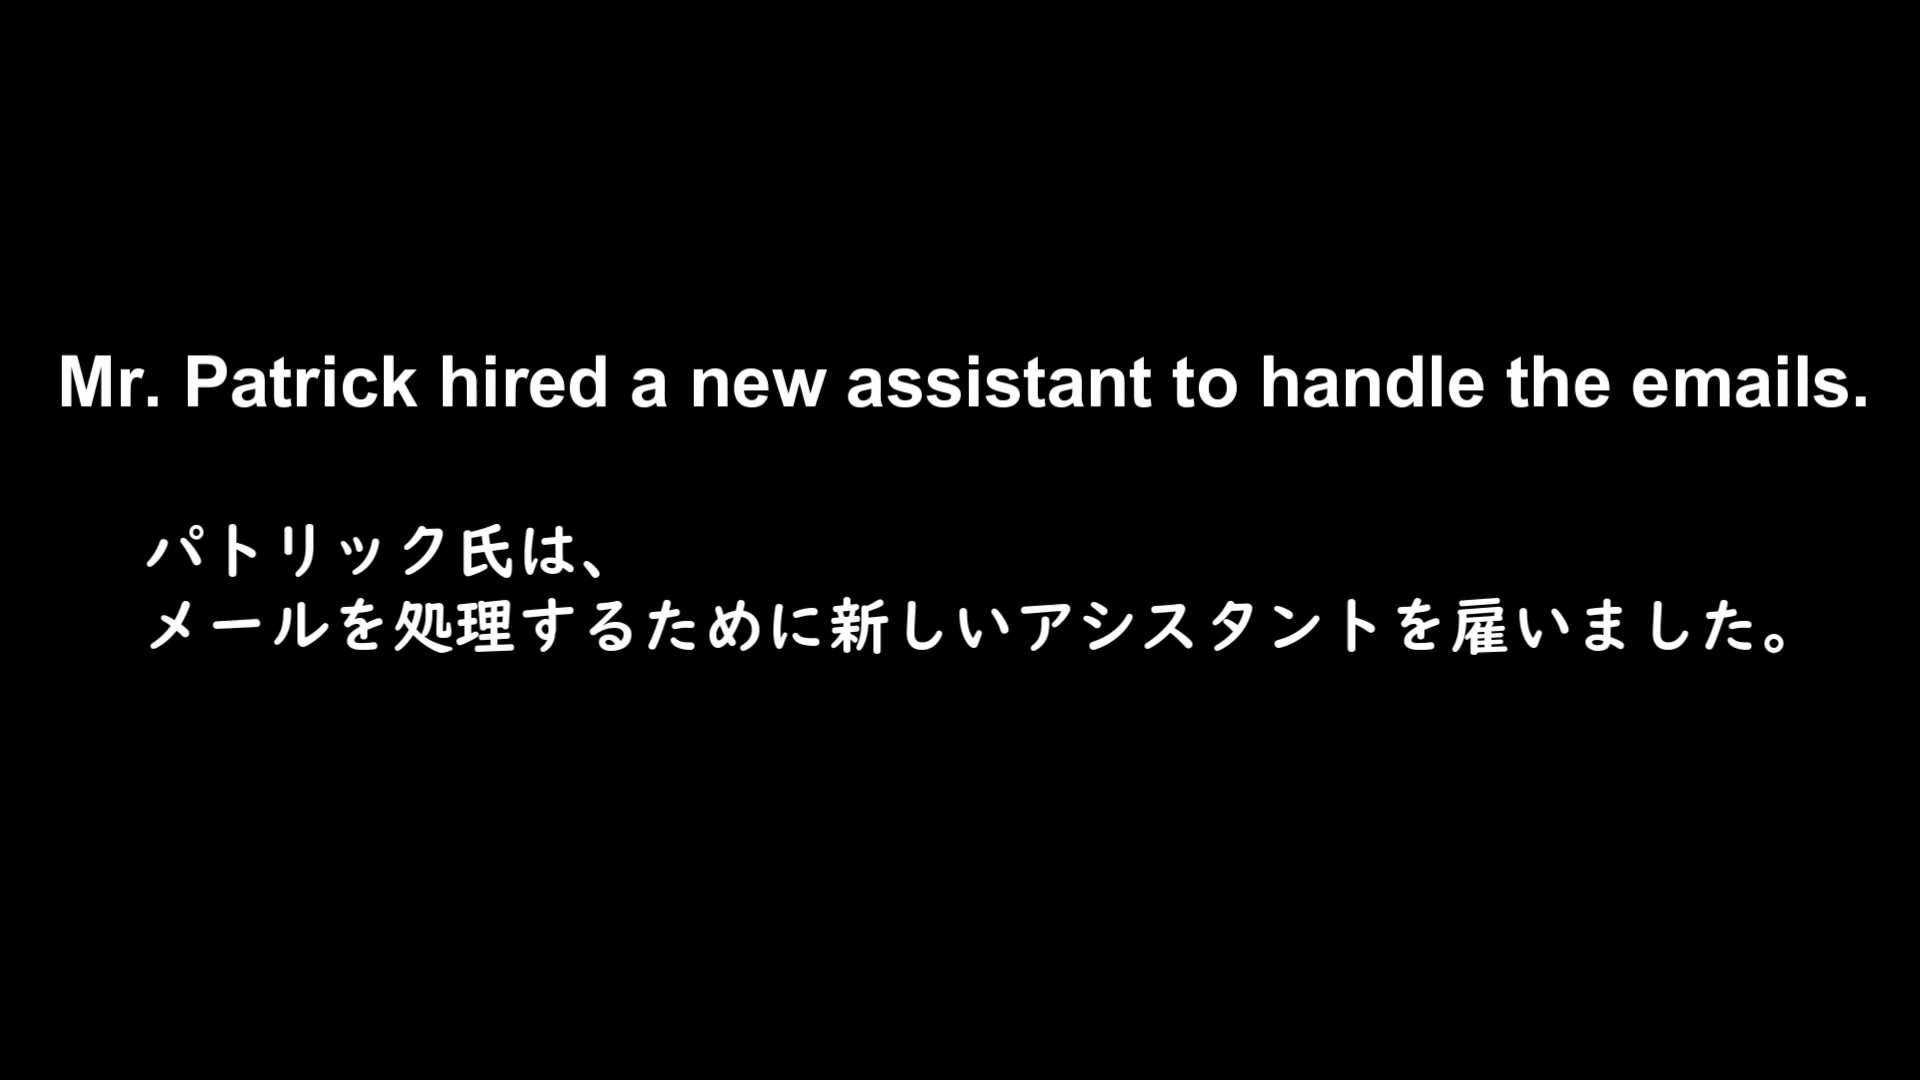 Mr. Patrick hired a new assistant to handle the emails.
パトリック氏は、
メールを処理するために新しいアシスタントを雇いました。